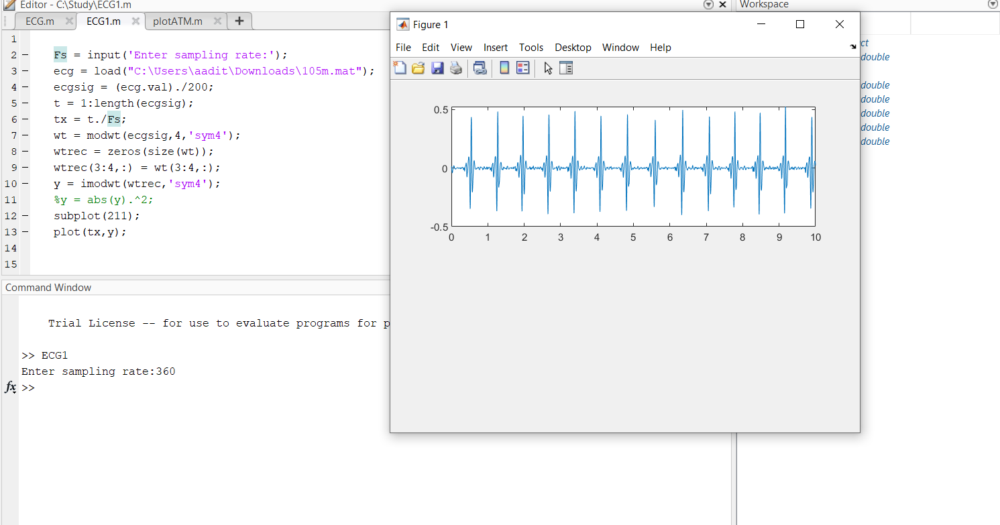 Editor - C:\Study\ECG1.m
Workspace
ECG.m ECG1.m plotATM.m
1
2 - Fs = input('Enter sampling rate:');
3 - ecg = load("C:\Users\aadit\Downloads\105m.mat");
4 - ecgsig = (ecg.val)./200;
5 - t = 1:length(ecgsig);
6 - tx = t./Fs;
7 - wt = modwt(ecgsig,4,'sym4');
8 - wtrec = zeros(size(wt));
9 - wtrec(3:4,:) = wt(3:4,:);
10 - y = imodwt(wtrec,'sym4');
11 %y = abs(y).^2;
12 - subplot(211);
13 - plot(tx,y);
14
15
Command Window
Trial License -- for use to evaluate programs for p
>> ECG1
Enter sampling rate:360
fx >>
Figure 1
File Edit View Insert Tools Desktop Window Help
0.5
0
-0.5
0 1 2 3 4 5 6 7 8 9 10
ct
double
double
double
double
double
double